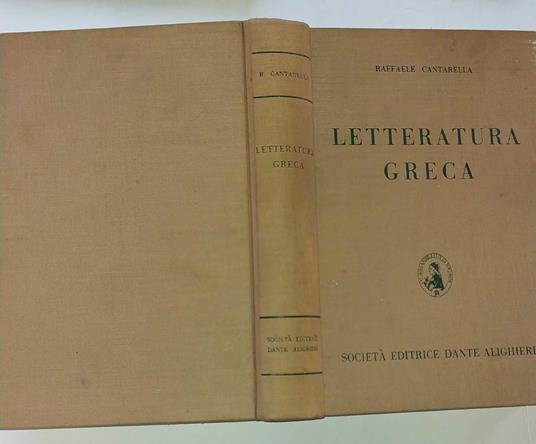 R. CANTARELLA
LETTERATURA
GRECA
SOCIETÀ EDITRICE
DANTE ALIGHIERI
RAFFAELE CANTARELLA
LETTERATURA
GRECA
SOCIETÀ EDITRICE DANTE ALIGHIERI